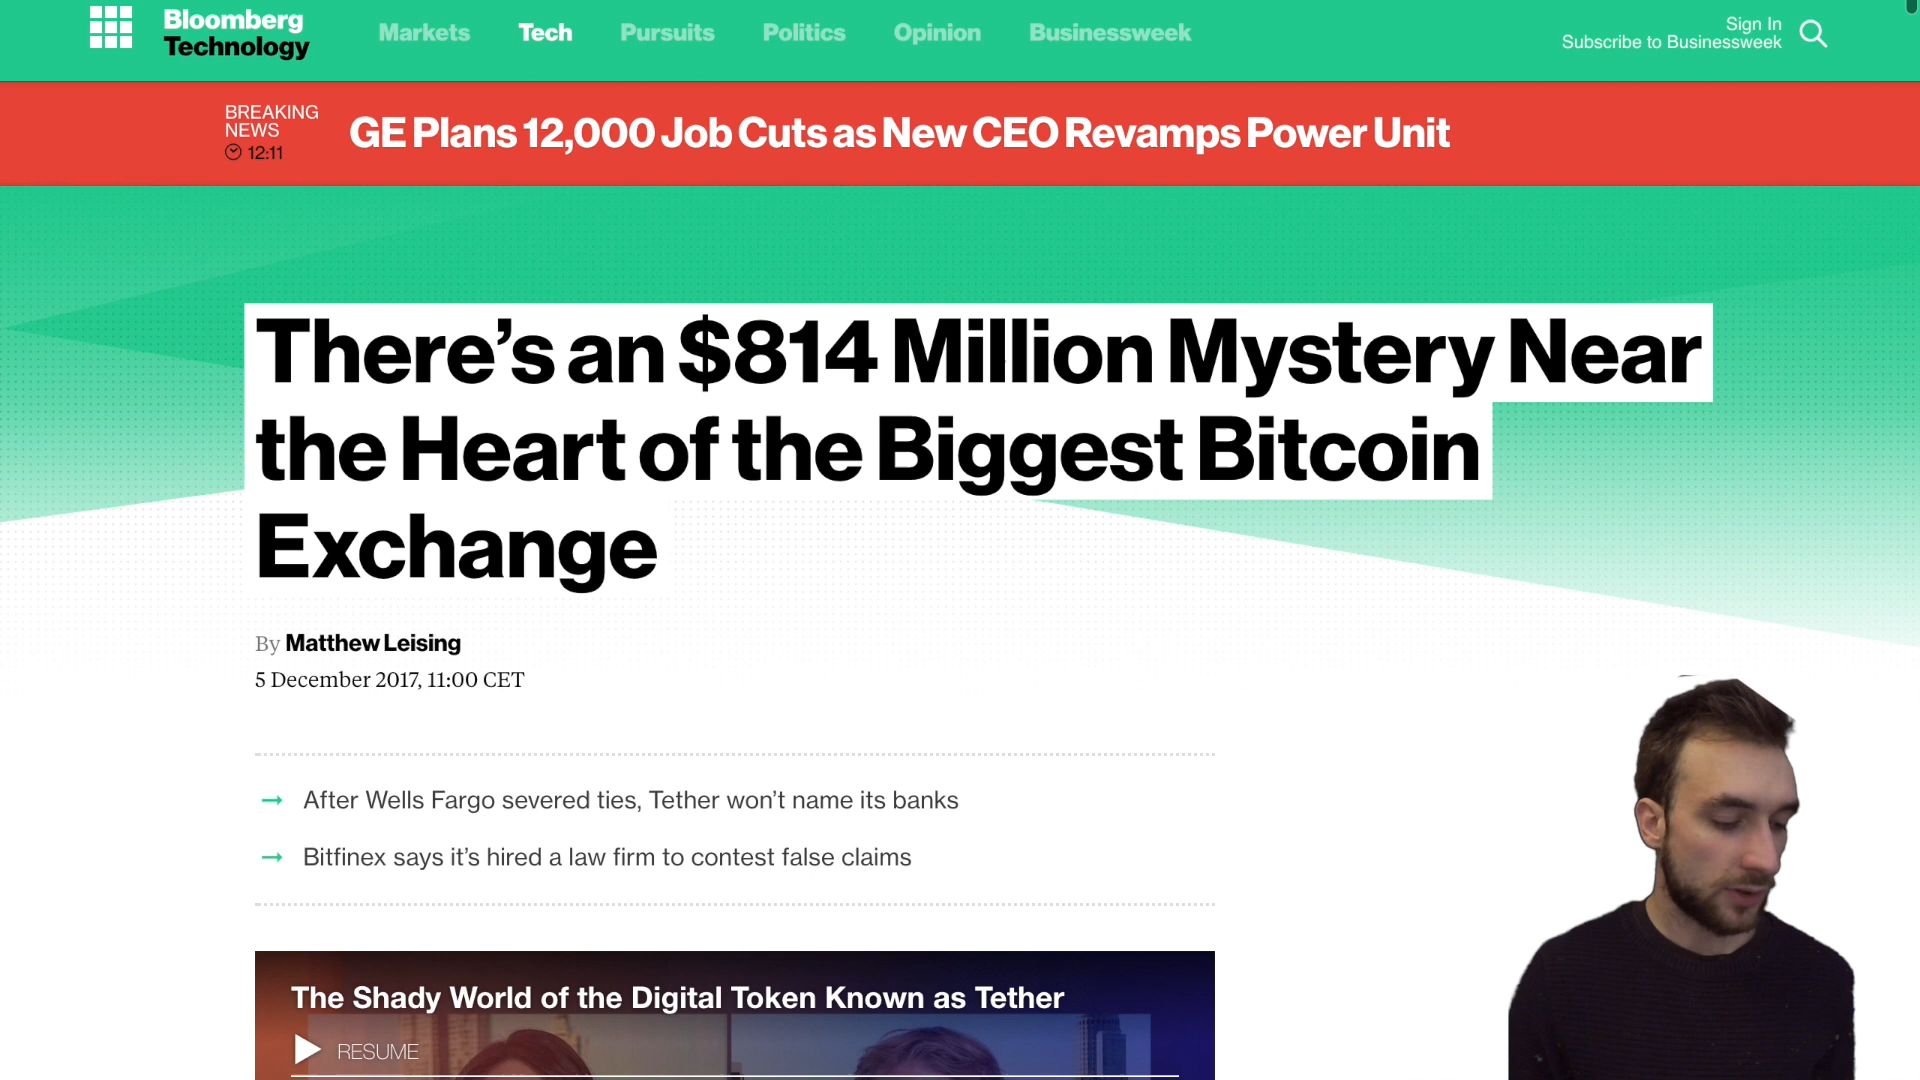 Bloomberg
Technology
Markets
Tech
Pursuits
Politics
Opinion
Businessweek
Sign In
Subscribe to Businessweek
BREAKING
NEWS
12:11
GE Plans 12,000 Job Cuts as New CEO Revamps Power Unit
There’s an $814 Million Mystery Near
the Heart of the Biggest Bitcoin
Exchange
By Matthew Leising
5 December 2017, 11:00 CET
After Wells Fargo severed ties, Tether won’t name its banks
Bitfinex says it’s hired a law firm to contest false claims
The Shady World of the Digital Token Known as Tether
RESUME